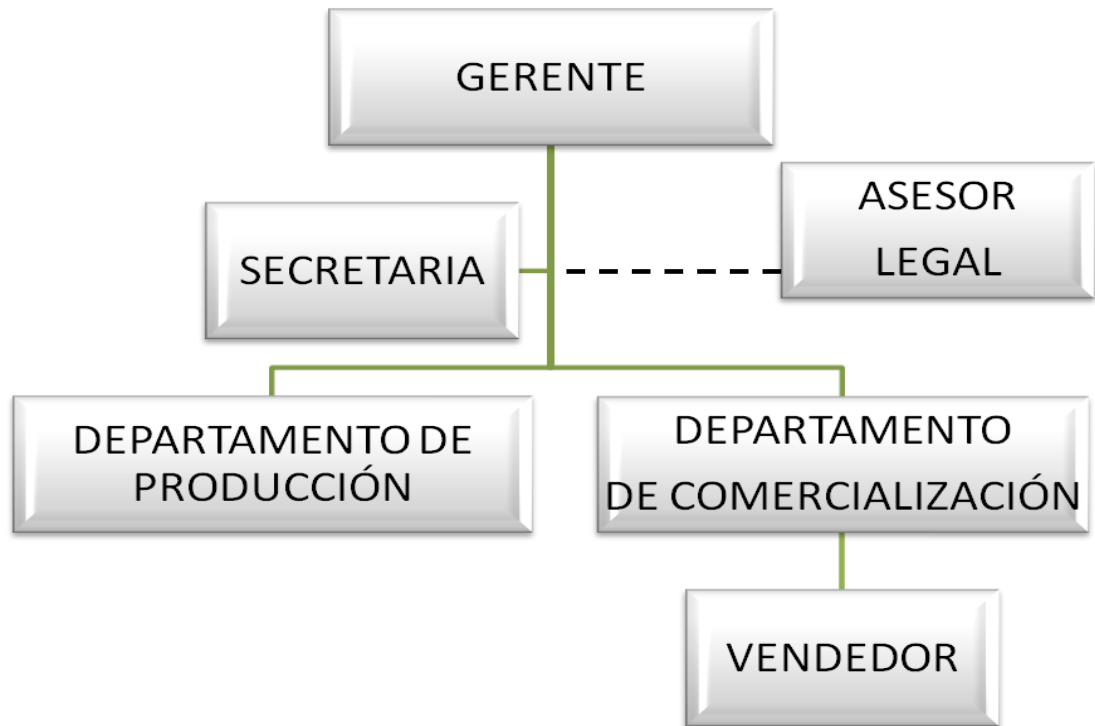 GERENTE
ASESOR
LEGAL
SECRETARIA
DEPARTAMENTO DE
PRODUCCIÓN
DEPARTAMENTO
DE COMERCIALIZACIÓN
VENDEDOR